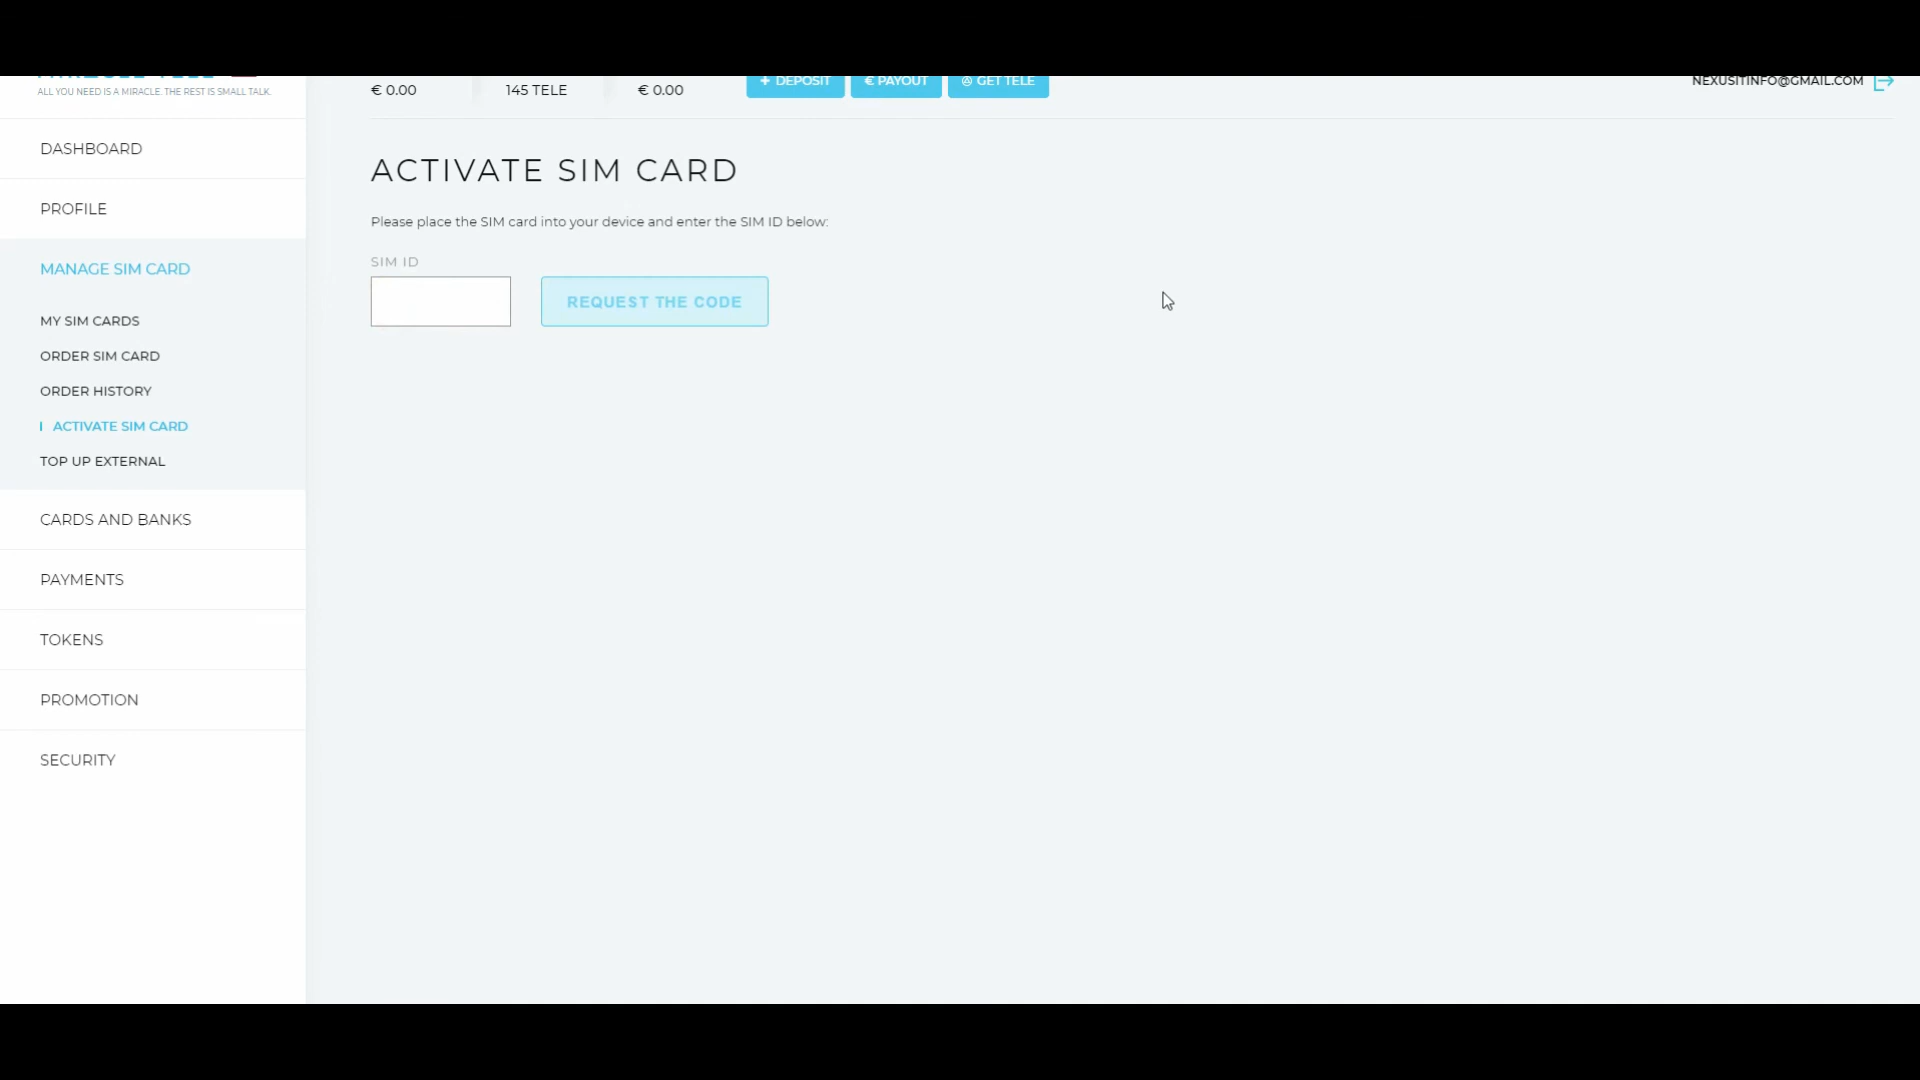 ALL YOU NEED IS A MIRACLE. THE REST IS SMALL TALK.
€ 0.00
145 TELE
€ 0.00
+ DEPOSIT
€ PAYOUT
GET TELE
NEXUSITINFO@GMAIL.COM
DASHBOARD
PROFILE
MANAGE SIM CARD
MY SIM CARDS
ORDER SIM CARD
ORDER HISTORY
ACTIVATE SIM CARD
TOP UP EXTERNAL
CARDS AND BANKS
PAYMENTS
TOKENS
PROMOTION
SECURITY
ACTIVATE SIM CARD
Please place the SIM card into your device and enter the SIM ID below:
SIM ID
REQUEST THE CODE